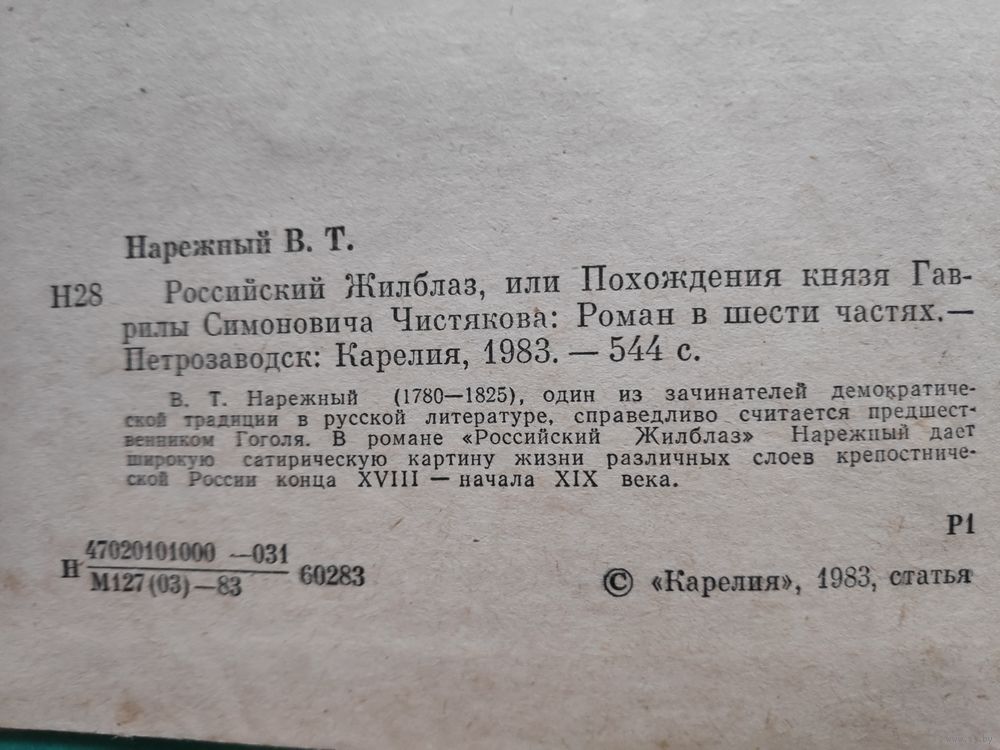 Нарежный В. Т.
Н28 Российский Жилблаз, или Похождения князя Гав-
рилы Симоновича Чистякова: Роман в шести частях.—
Петрозаводск: Карелия, 1983. — 544 с.
В. Т. Нарежный (1780—1825), один из зачинателей демократиче-
ской традиции в русской литературе, справедливо считается предшест-
венником Гоголя. В романе «Российский Жилблаз» Нарежный дает
широкую сатирическую картину жизни различных слоев крепостниче-
ской России конца XVIII — начала XIX века.
Р1
Н 47020101000 —031
М127(03)—83 60283
© «Карелия», 1983, статья